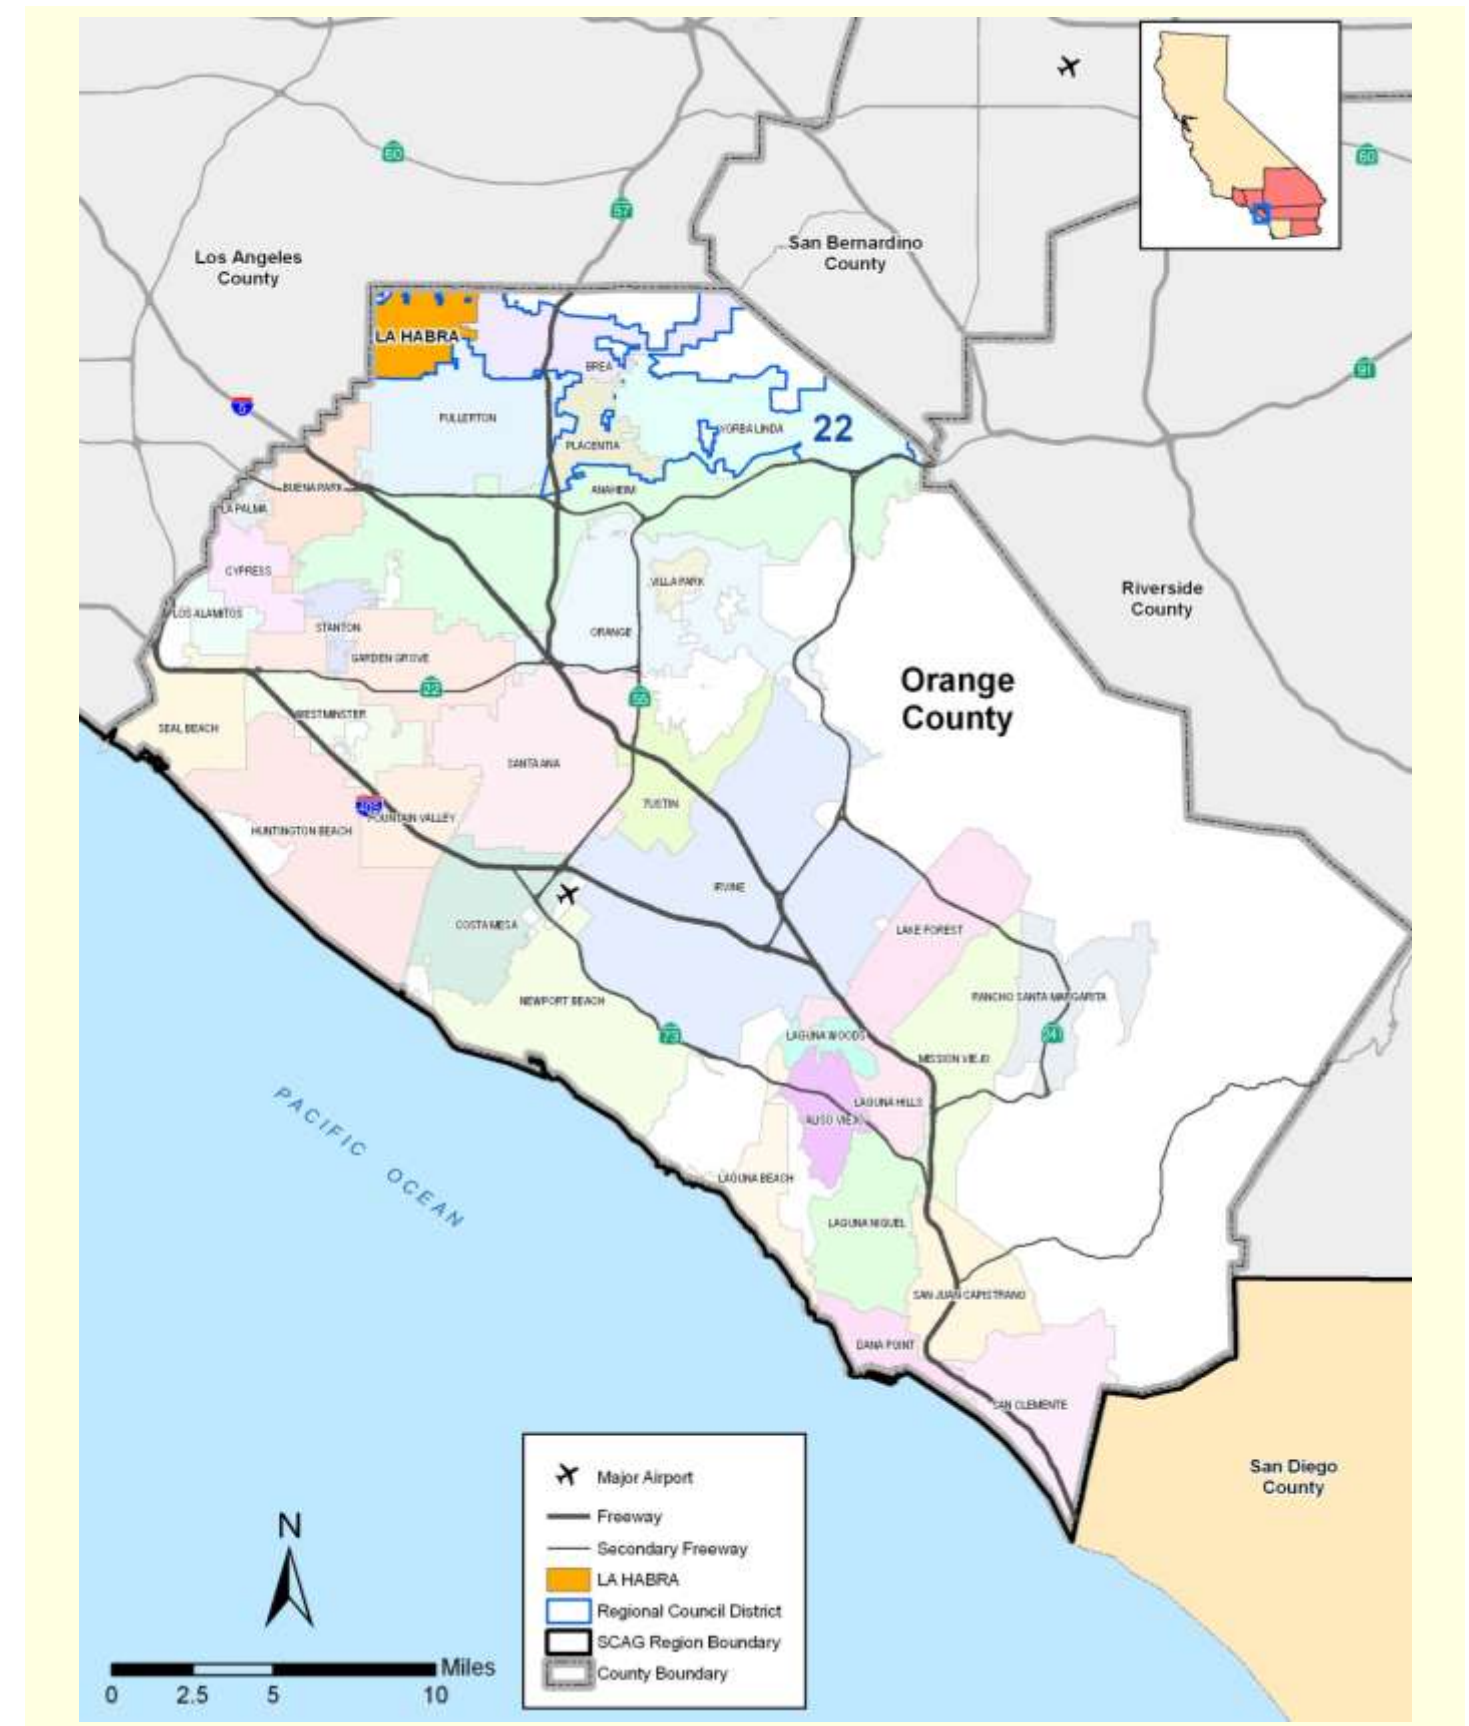 60
60
57
Los Angeles
County
San Bernardino
County
LA HABRA
BREA
91
5
FULLERTON
YORBA LINDA
22
PLACENTIA
BUENA PARK
ANAHEIM
LA PALMA
CYPRESS
VILLA PARK
Riverside
County
LOS ALAMITOS
STANTON
ORANGE
GARDEN GROVE
Orange
County
22
55
WESTMINSTER
SEAL BEACH
SANTA ANA
TUSTIN
405
FOUNTAIN VALLEY
HUNTINGTON BEACH
IRVINE
COSTA MESA
LAKE FOREST
NEWPORT BEACH
RANCHO SANTA MARGARITA
73
LAGUNA WOODS
241
MISSION VIEJO
LAGUNA HILLS
ALISO VIEJO
PACIFIC OCEAN
LAGUNA BEACH
LAGUNA NIGUEL
SAN JUAN CAPISTRANO
DANA POINT
SAN CLEMENTE
San Diego
County
Major Airport
Freeway
Secondary Freeway
LA HABRA
Regional Council District
SCAG Region Boundary
County Boundary
N
Miles
0 2.5 5 10